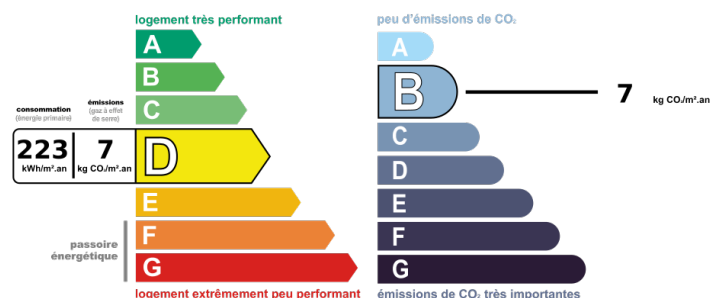 logement très performant
A
B
C
consommation
(énergie primaire)
émissions
(gaz à effet
de serre)
223
kWh/m².an
7
kg CO₂/m².an
D
E
F
G
passoire
énergétique
logement extrêmement peu performant
peu d'émissions de CO₂
A
B
7 kg CO₂/m².an
C
D
E
F
G
émissions de CO₂ très importantes